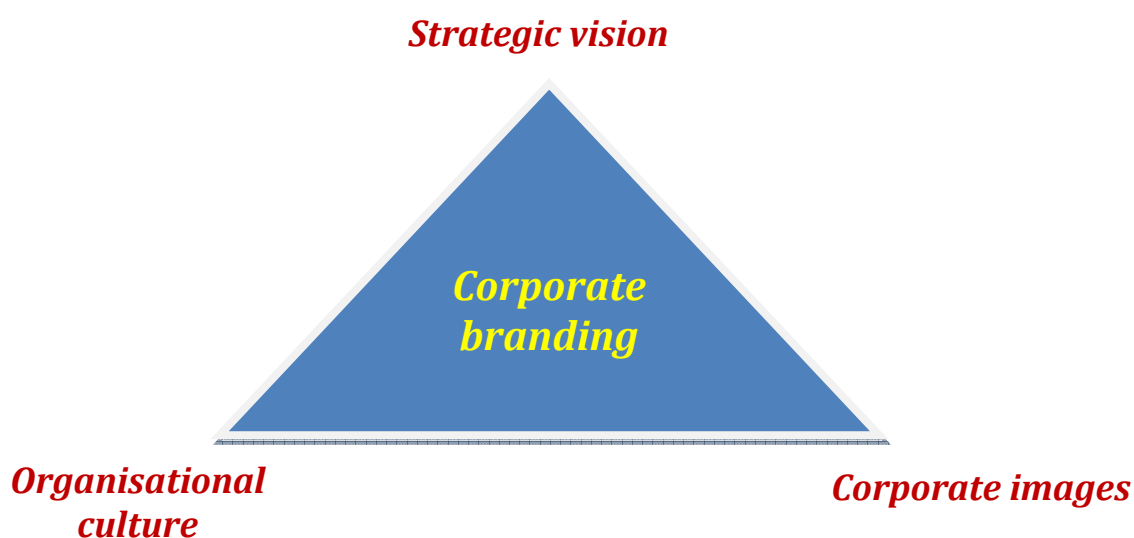 Strategic vision
Corporate
branding
Organisational
culture
Corporate images